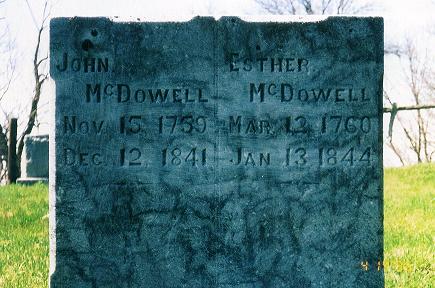 John Esther
McDowell McDowell
Nov. 15, 1759 Mar. 12, 1760
Dec. 12, 1841 Jan. 13, 1844